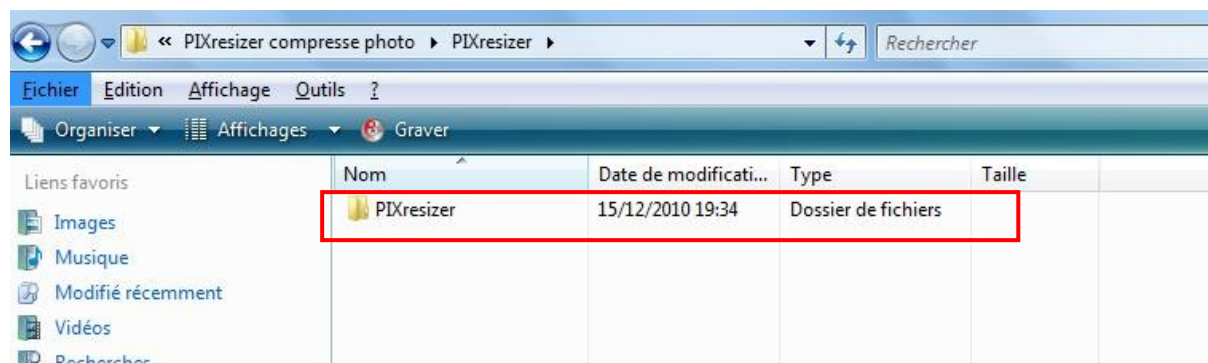 « PIXresizer compresse photo ▸ PIXresizer ▸ Rechercher
Fichier Edition Affichage Outils ?
Organiser Affichages Graver
Liens favoris Nom Date de modificati... Type Taille
PIXresizer 15/12/2010 19:34 Dossier de fichiers
Images
Musique
Modifié récemment
Vidéos
Recherches